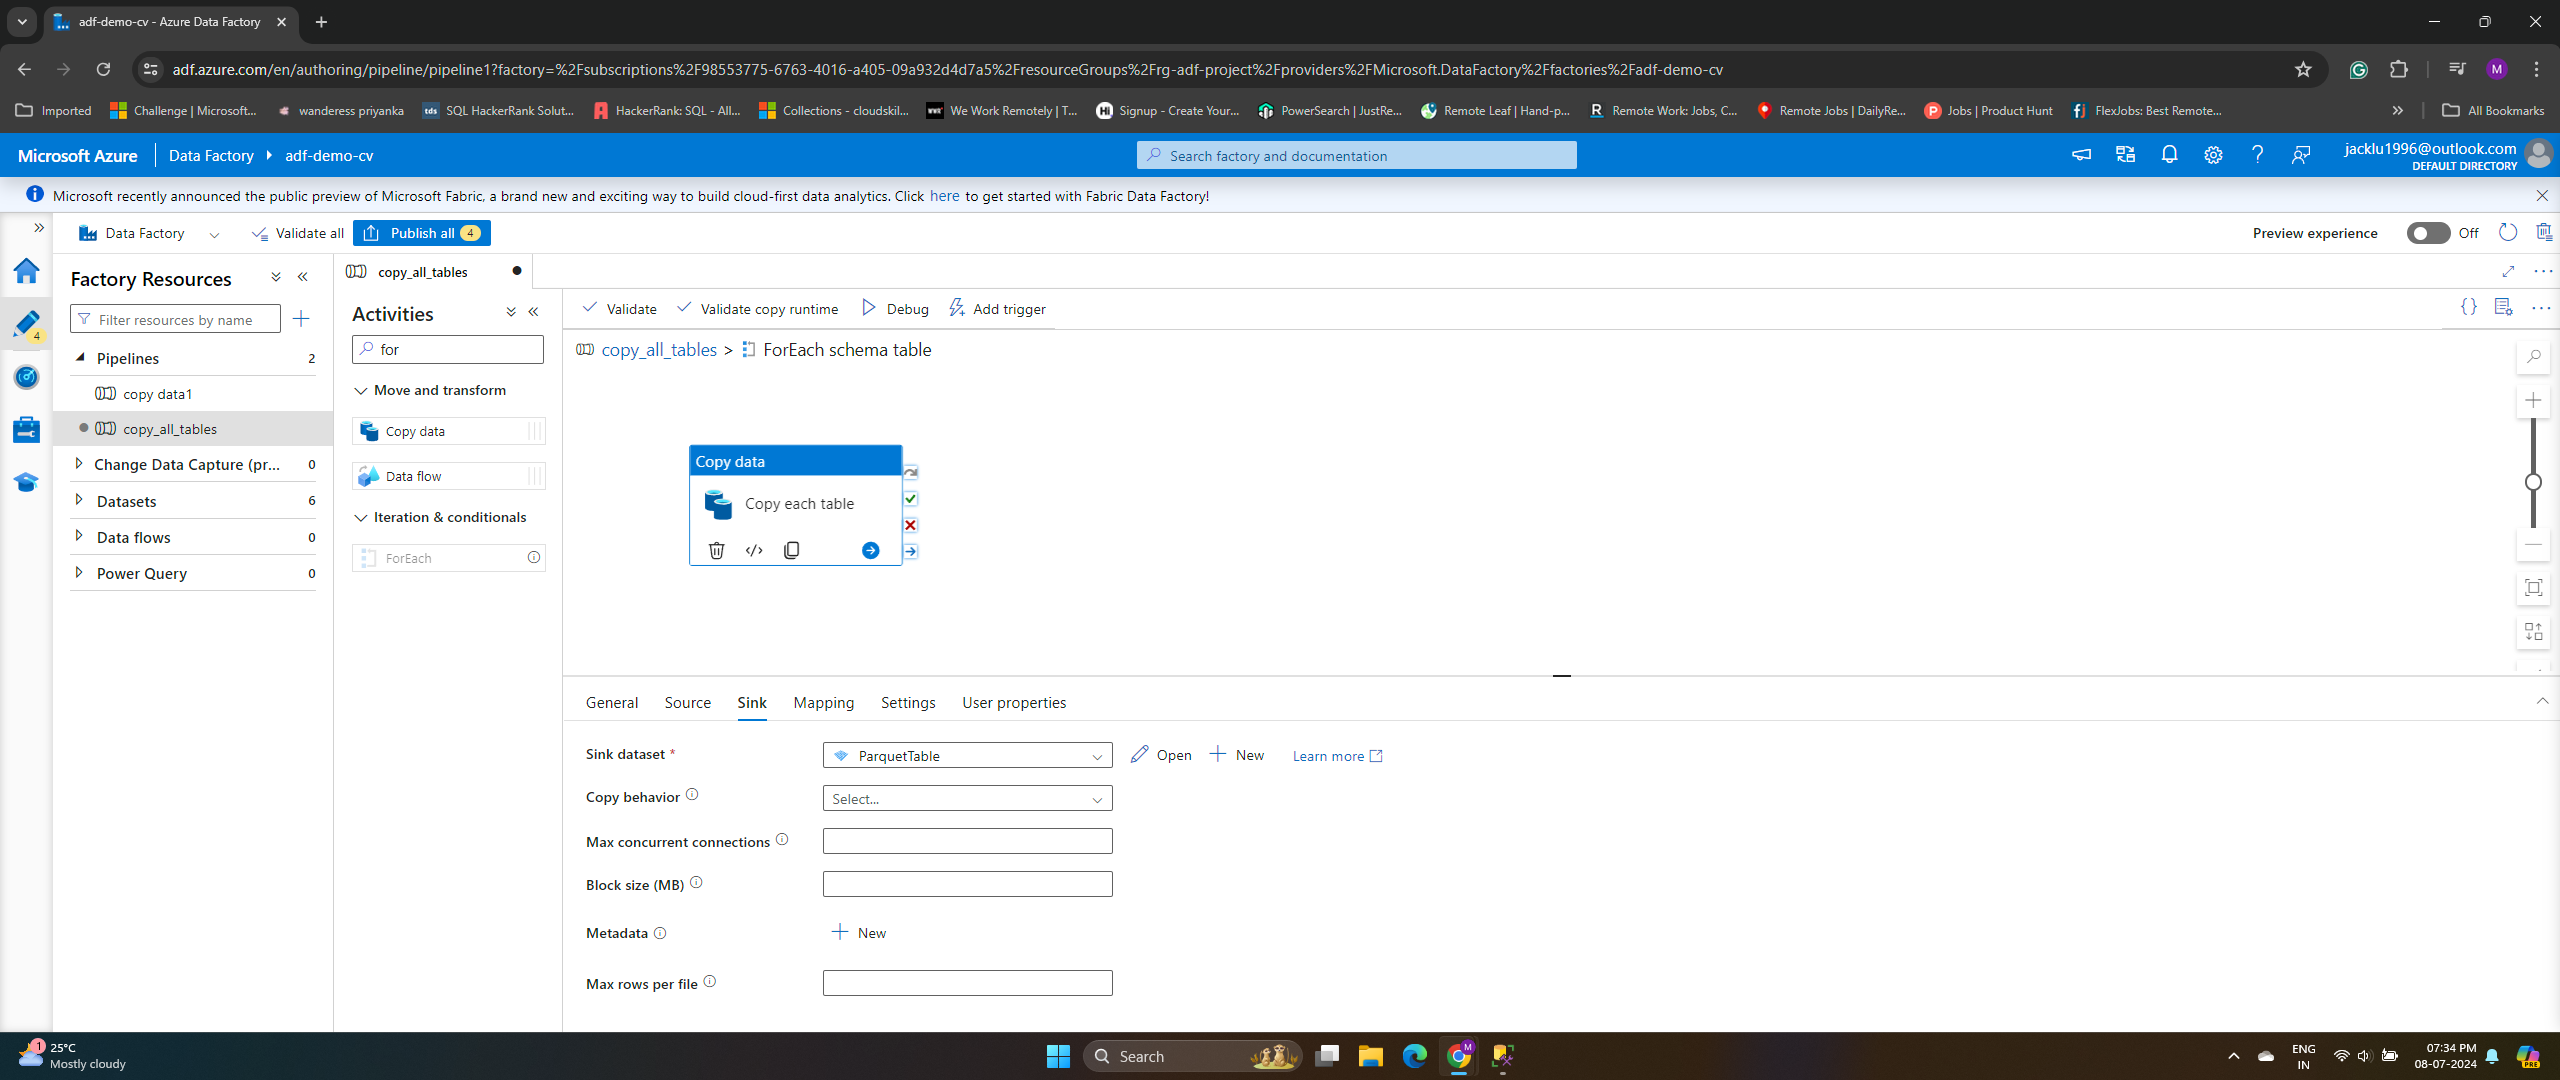 adf-demo-cv - Azure Data Factory
adf.azure.com/en/authoring/pipeline/pipeline1?factory=%2Fsubscriptions%2F98553775-6763-4016-a405-09a932d4d7a5%2FresourceGroups%2Frg-adf-project%2Fproviders%2FMicrosoft.DataFactory%2Ffactories%2Fadf-demo-cv
M
Imported
Challenge | Microsoft...
wanderess priyanka
tds SQL HackerRank Solut...
HackerRank: SQL - All...
Collections - cloudskil...
We Work Remotely | T...
Signup - Create Your...
PowerSearch | JustRe...
Remote Leaf | Hand-p...
R Remote Work: Jobs, C...
Remote Jobs | DailyRe...
P Jobs | Product Hunt
fj FlexJobs: Best Remote...
All Bookmarks
Microsoft Azure
Data Factory
adf-demo-cv
Search factory and documentation
jacklu1996@outlook.com
DEFAULT DIRECTORY
Microsoft recently announced the public preview of Microsoft Fabric, a brand new and exciting way to build cloud-first data analytics. Click here to get started with Fabric Data Factory!
Data Factory
Validate all
Publish all 4
Preview experience
Off
4
Factory Resources
Filter resources by name
Pipelines 2
copy data1
copy_all_tables
Change Data Capture (pr... 0
Datasets 6
Data flows 0
Power Query 0
copy_all_tables
Activities
for
Move and transform
Copy data
Data flow
Iteration & conditionals
ForEach
Validate
Validate copy runtime
Debug
Add trigger
copy_all_tables > ForEach schema table
Copy data
Copy each table
General
Source
Sink
Mapping
Settings
User properties
Sink dataset *
ParquetTable
Open
New
Learn more
Copy behavior
Select...
Max concurrent connections
Block size (MB)
Metadata
New
Max rows per file
1
25°C
Mostly cloudy
Search
M
ENG
IN
07:34 PM
08-07-2024
PRE